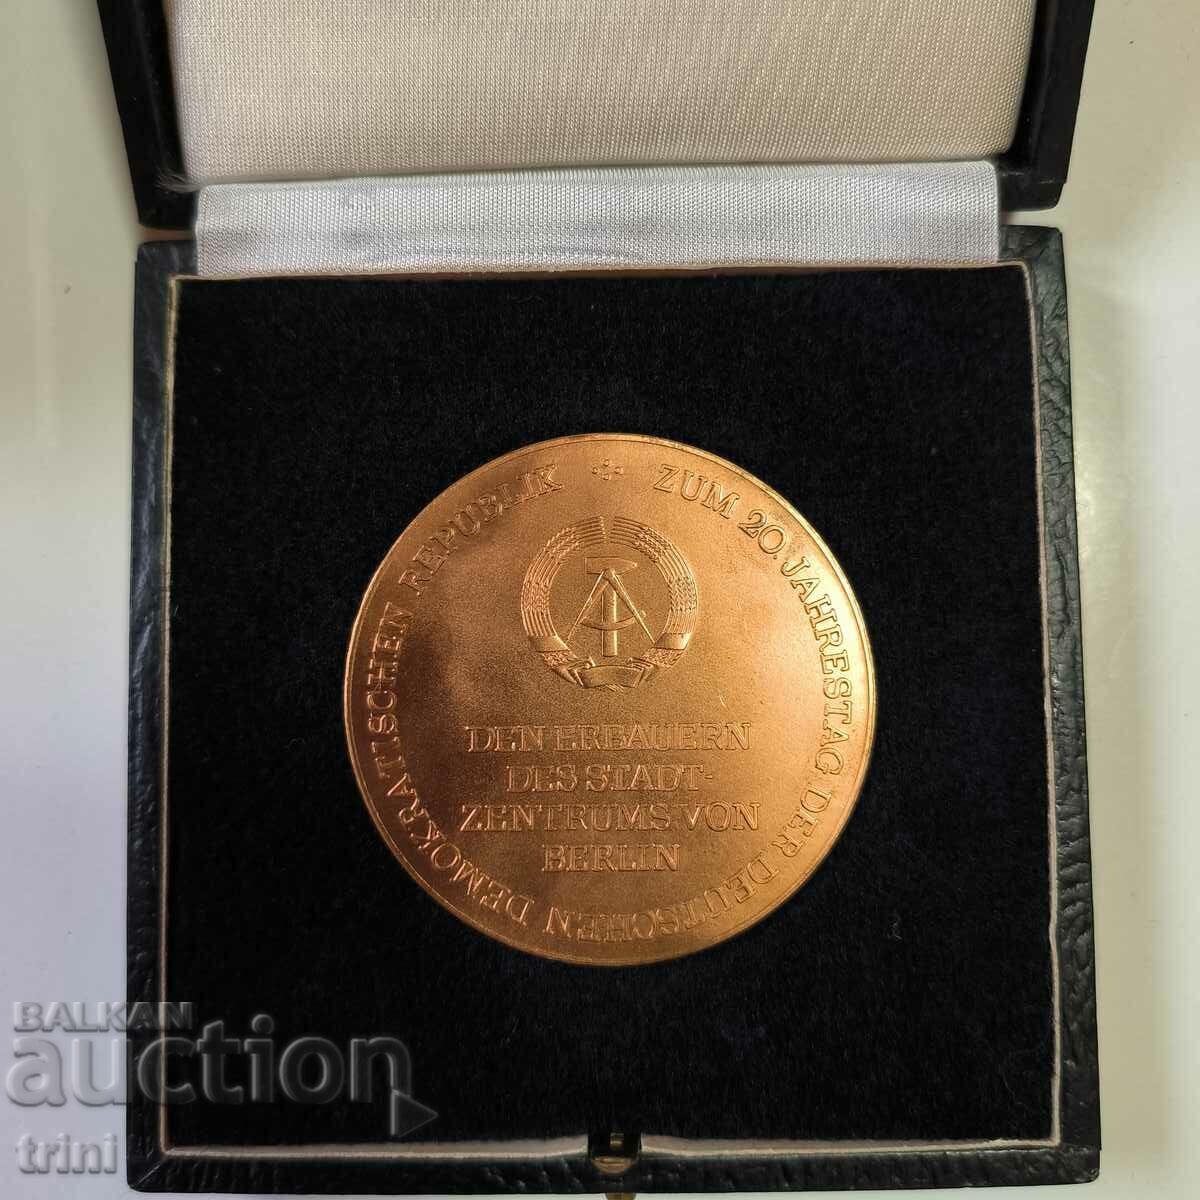 ZUM 20. JAHRESTAG DER DEUTSCHEN DEMOKRATISCHEN REPUBLIK
DEN ERBAUERN
DES STADT-
ZENTRUMS VON
BERLIN
BALKAN
auction
trini